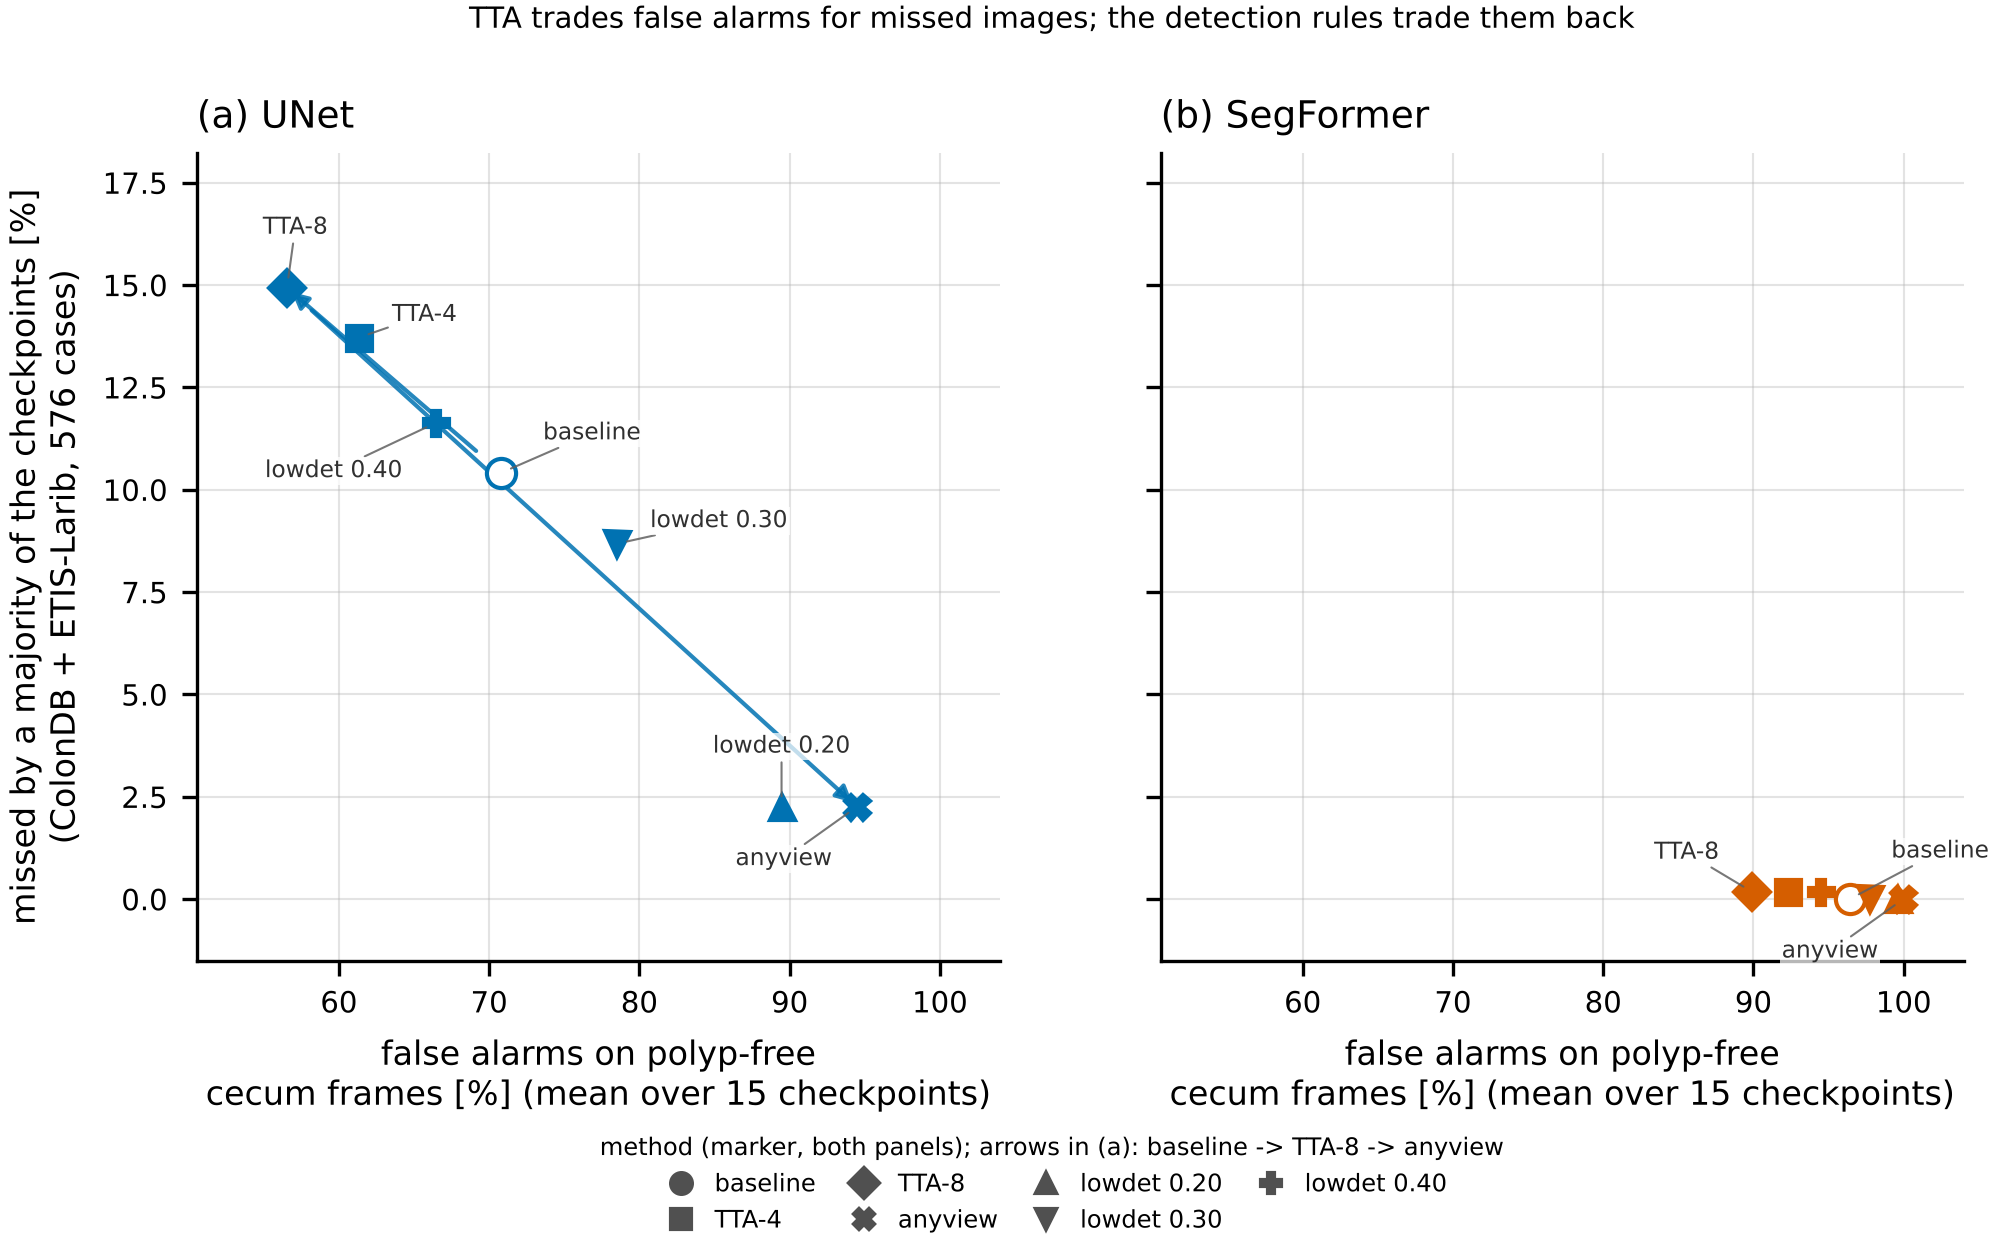 TTA trades false alarms for missed images; the detection rules trade them back
(a) UNet
(b) SegFormer
missed by a majority of the checkpoints [%]
(ColonDB + ETIS-Larib, 576 cases)
17.5
15.0
12.5
10.0
7.5
5.0
2.5
0.0
TTA-8
TTA-4
baseline
lowdet 0.40
lowdet 0.30
lowdet 0.20
anyview
60 70 80 90 100
false alarms on polyp-free
cecum frames [%] (mean over 15 checkpoints)
TTA-8
baseline
anyview
60 70 80 90 100
false alarms on polyp-free
cecum frames [%] (mean over 15 checkpoints)
method (marker, both panels); arrows in (a): baseline -> TTA-8 -> anyview
baseline TTA-8 lowdet 0.20 lowdet 0.40
TTA-4 anyview lowdet 0.30